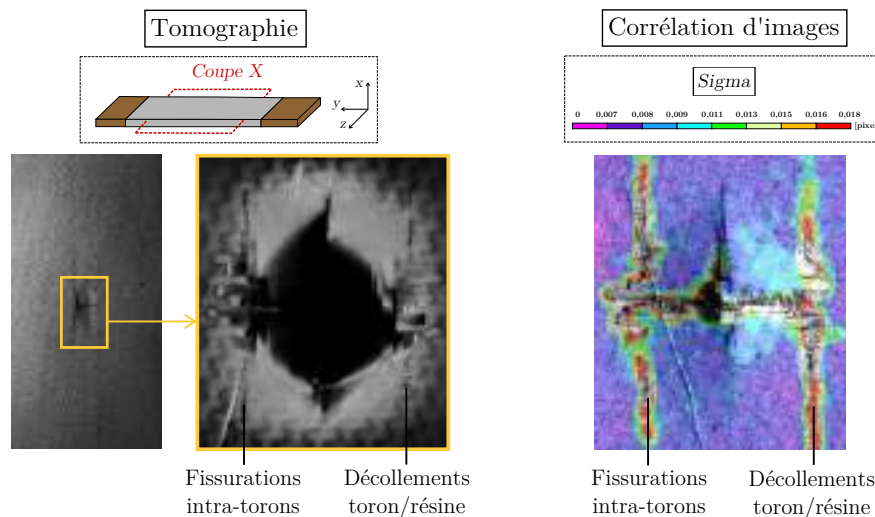 Tomographie
Coupe X
x
y
z
Fissurations
intra-torons
Décollements
toron/résine
Corrélation d'images
Sigma
0 0,007 0,008 0,009 0,011 0,013 0,015 0,016 0,018
[pixel
Fissurations
intra-torons
Décollements
toron/résine